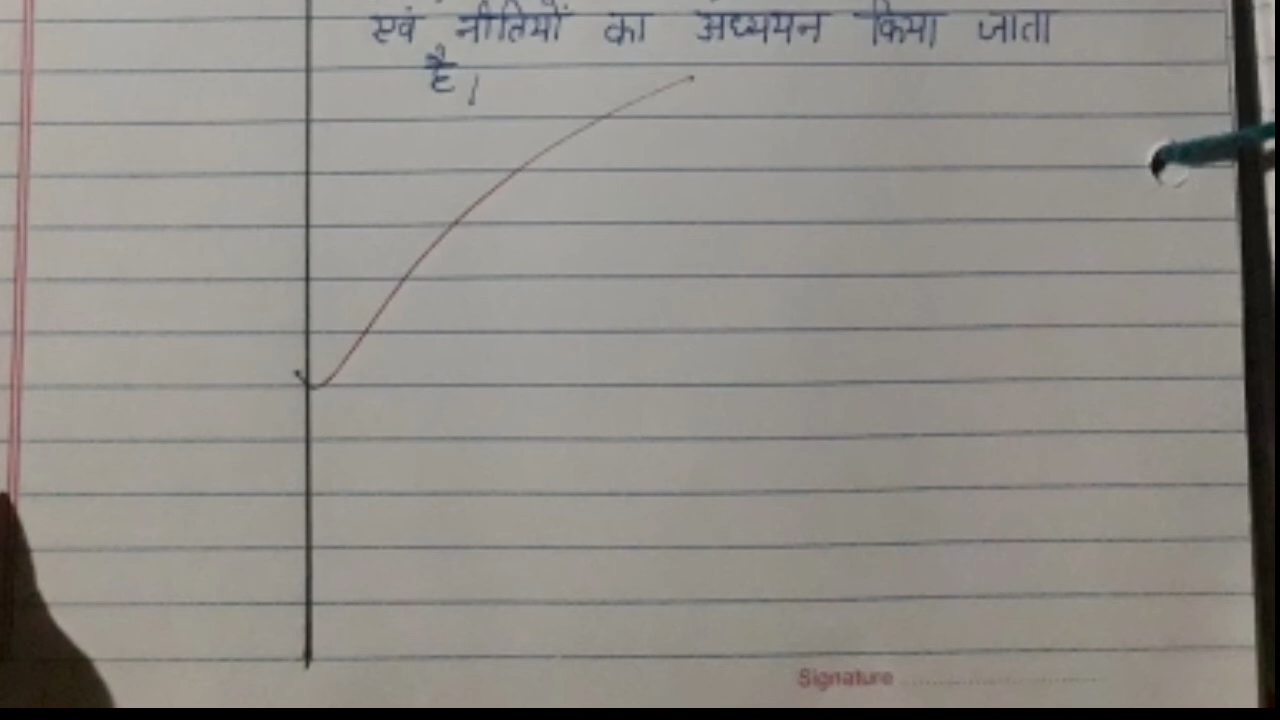 एवं नीतियों का अध्ययन किया जाता
है।
Signature ........................